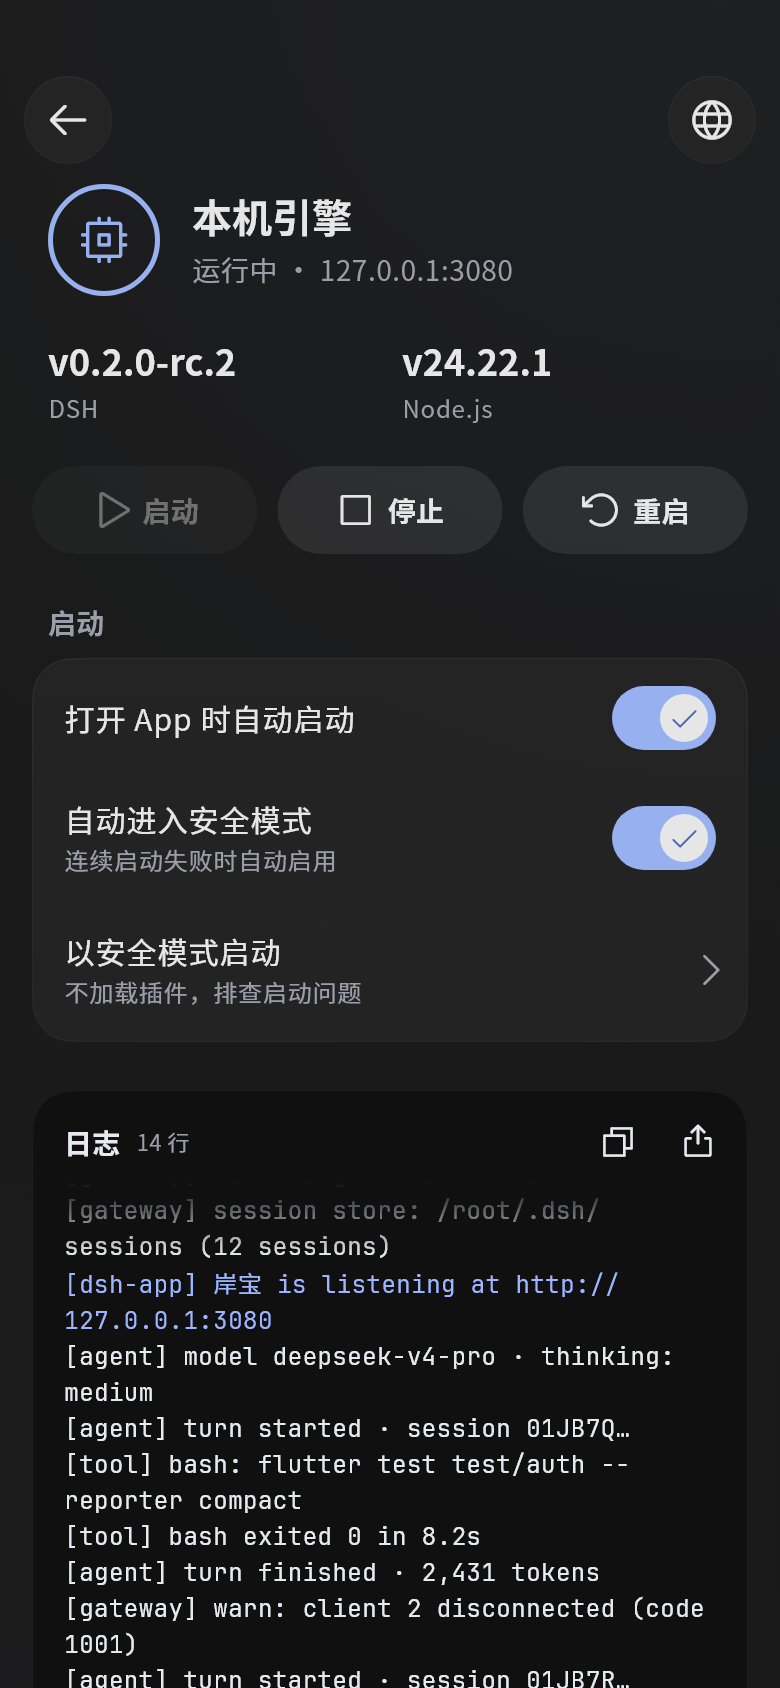 本机引擎
运行中 • 127.0.0.1:3080
v0.2.0-rc.2
DSH
v24.22.1
Node.js
启动
停止
重启
启动
打开 App 时自动启动
自动进入安全模式
连续启动失败时自动启用
以安全模式启动
不加载插件，排查启动问题
日志 14 行
[gateway] session store: /root/.dsh/
sessions (12 sessions)
[dsh-app] 岸宝 is listening at http://
127.0.0.1:3080
[agent] model deepseek-v4-pro · thinking:
medium
[agent] turn started · session 01JB7Q…
[tool] bash: flutter test test/auth --
reporter compact
[tool] bash exited 0 in 8.2s
[agent] turn finished · 2,431 tokens
[gateway] warn: client 2 disconnected (code
1001)
[agent] turn started · session 01JB7R…